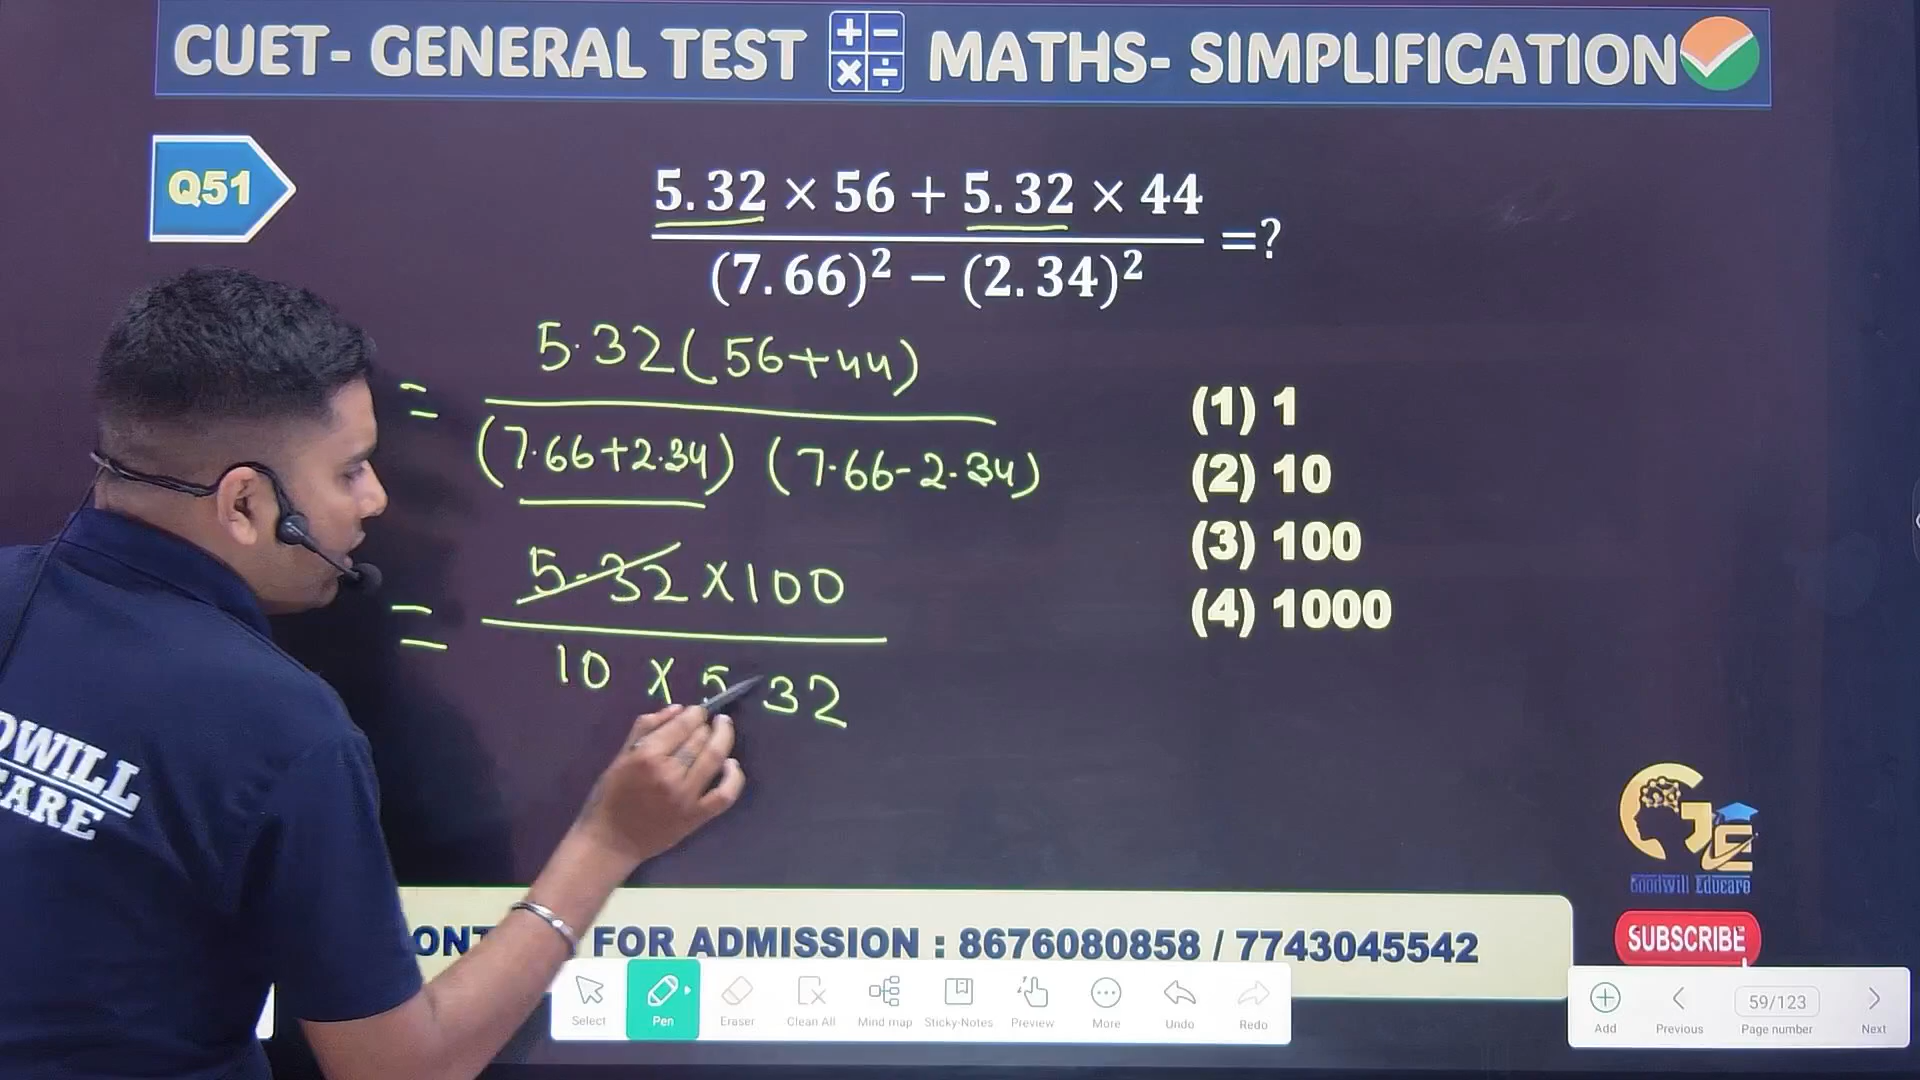 CUET- GENERAL TEST + − × ÷ MATHS- SIMPLIFICATION
Q51
5.32 × 56 + 5.32 × 44
(7.66)² − (2.34)²
=?
5.32(56+44)
=
(7.66+2.34) (7.66-2.34)
5.32 X100
=
10 X 5.32
(1) 1
(2) 10
(3) 100
(4) 1000
DWILL
CARE
Goodwill Educare
FOR ADMISSION : 8676080858 / 7743045542
SUBSCRIBE
Select
Pen
Eraser
Clean All
Mind map
Sticky-Notes
Preview
More
Undo
Redo
Add
Previous
59/123
Page number
Next